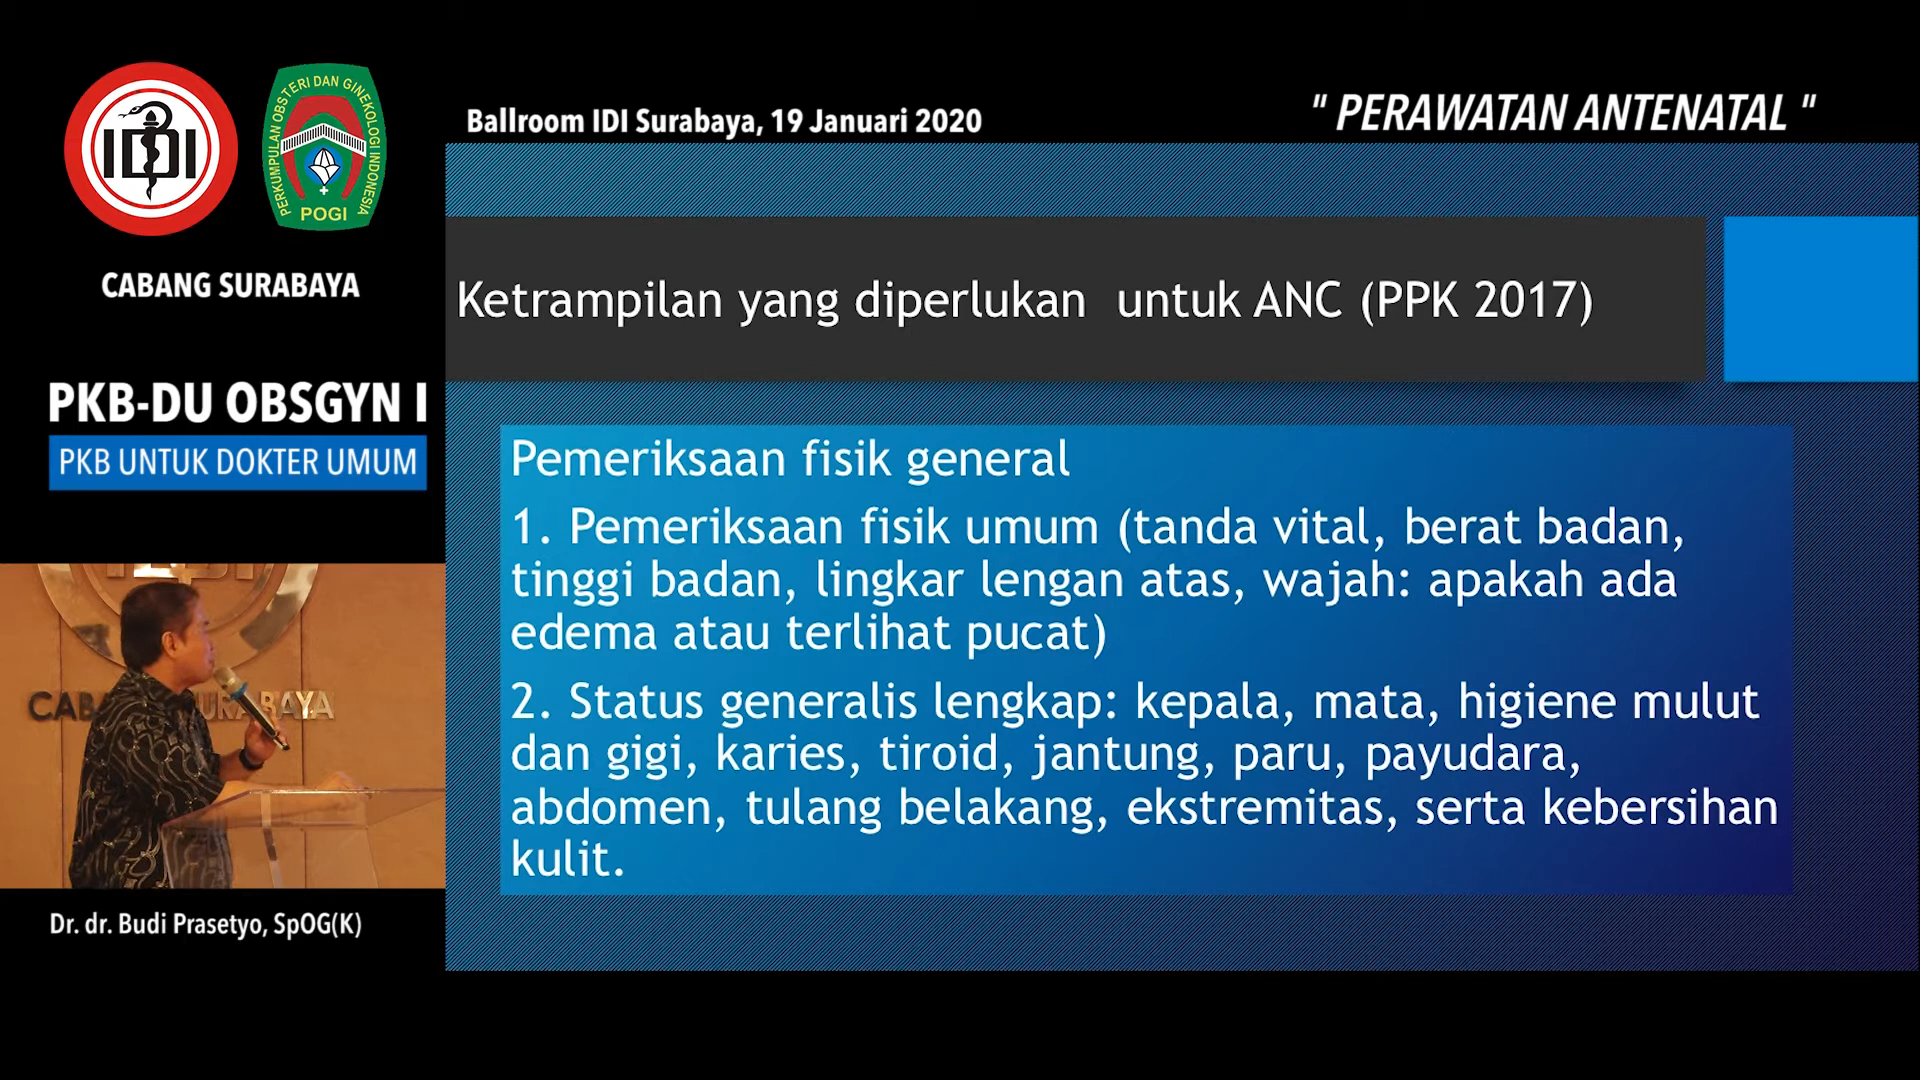 IDI
PERKUMPULAN OBSTERI DAN GINEKOLOGI INDONESIA
POGI
CABANG SURABAYA
PKB-DU OBSGYN I
PKB UNTUK DOKTER UMUM
CABANG SURABAYA
Dr. dr. Budi Prasetyo, SpOG(K)
Ballroom IDI Surabaya, 19 Januari 2020
" PERAWATAN ANTENATAL "
Ketrampilan yang diperlukan untuk ANC (PPK 2017)
Pemeriksaan fisik general
1. Pemeriksaan fisik umum (tanda vital, berat badan,
tinggi badan, lingkar lengan atas, wajah: apakah ada
edema atau terlihat pucat)
2. Status generalis lengkap: kepala, mata, higiene mulut
dan gigi, karies, tiroid, jantung, paru, payudara,
abdomen, tulang belakang, ekstremitas, serta kebersihan
kulit.